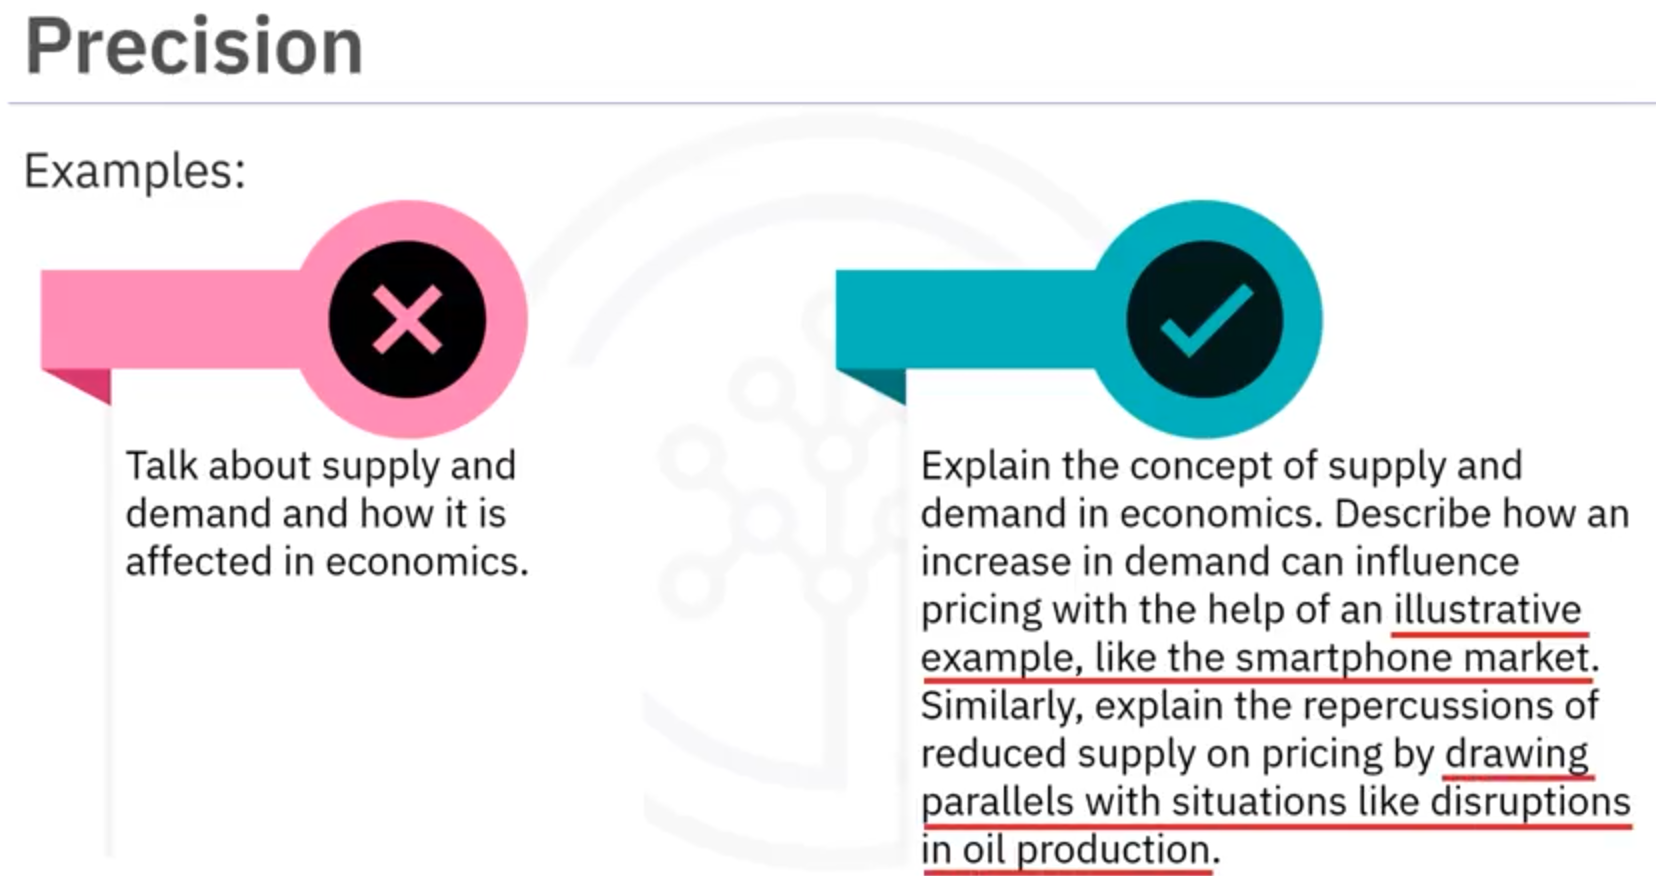 Precision
Examples:
Talk about supply and
demand and how it is
affected in economics.
Explain the concept of supply and
demand in economics. Describe how an
increase in demand can influence
pricing with the help of an illustrative
example, like the smartphone market.
Similarly, explain the repercussions of
reduced supply on pricing by drawing
parallels with situations like disruptions
in oil production.